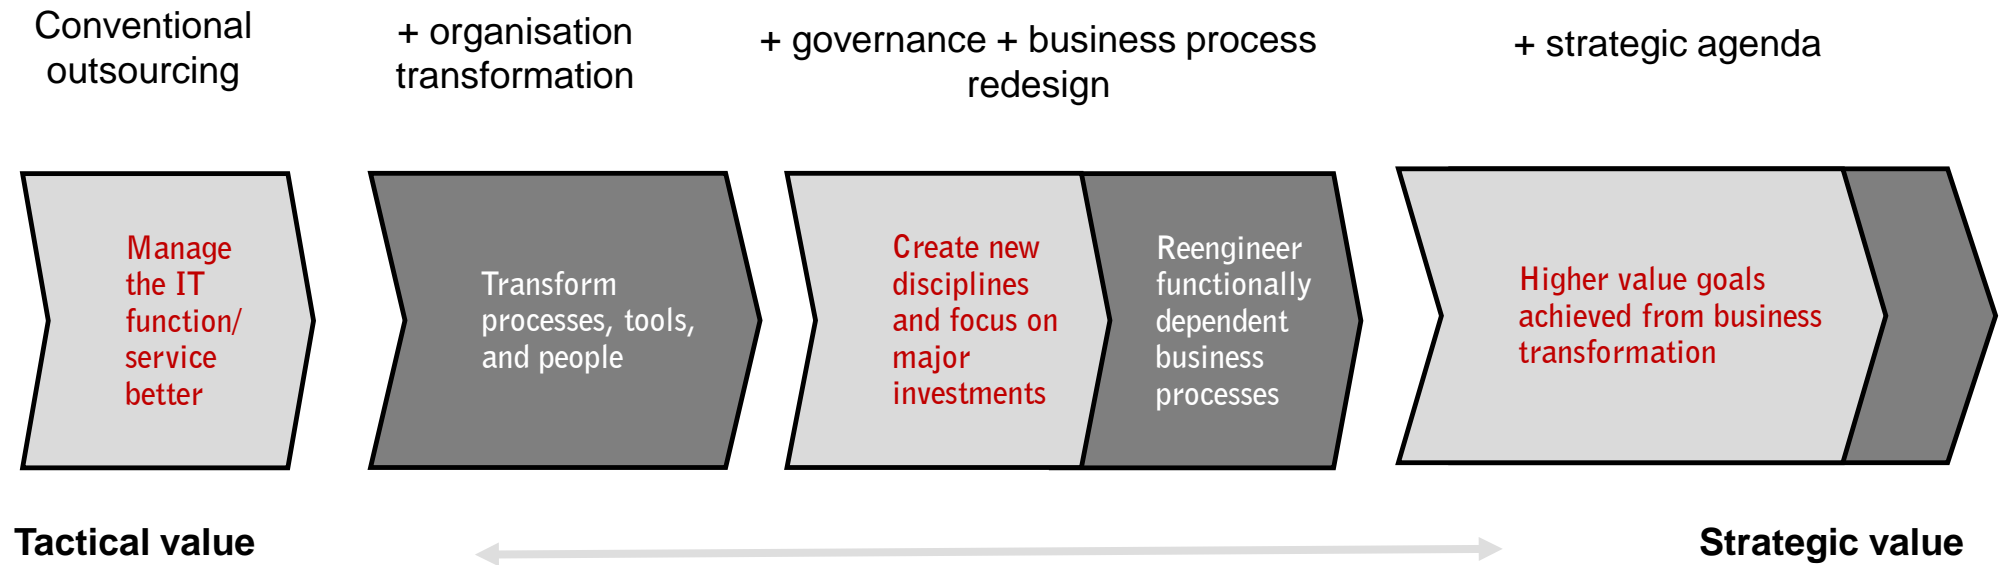 Conventional
outsourcing
+ organisation
transformation
+ governance + business process
redesign
+ strategic agenda
Manage
the IT
function/
service
better
Transform
processes, tools,
and people
Create new
disciplines
and focus on
major
investments
Reengineer
functionally
dependent
business
processes
Higher value goals
achieved from business
transformation
Tactical value
Strategic value